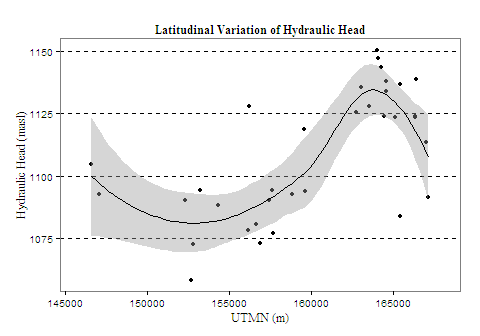 Latitudinal Variation of Hydraulic Head
Hydraulic Head (masl)
1150
1125
1100
1075
145000 150000 155000 160000 165000
UTMN (m)